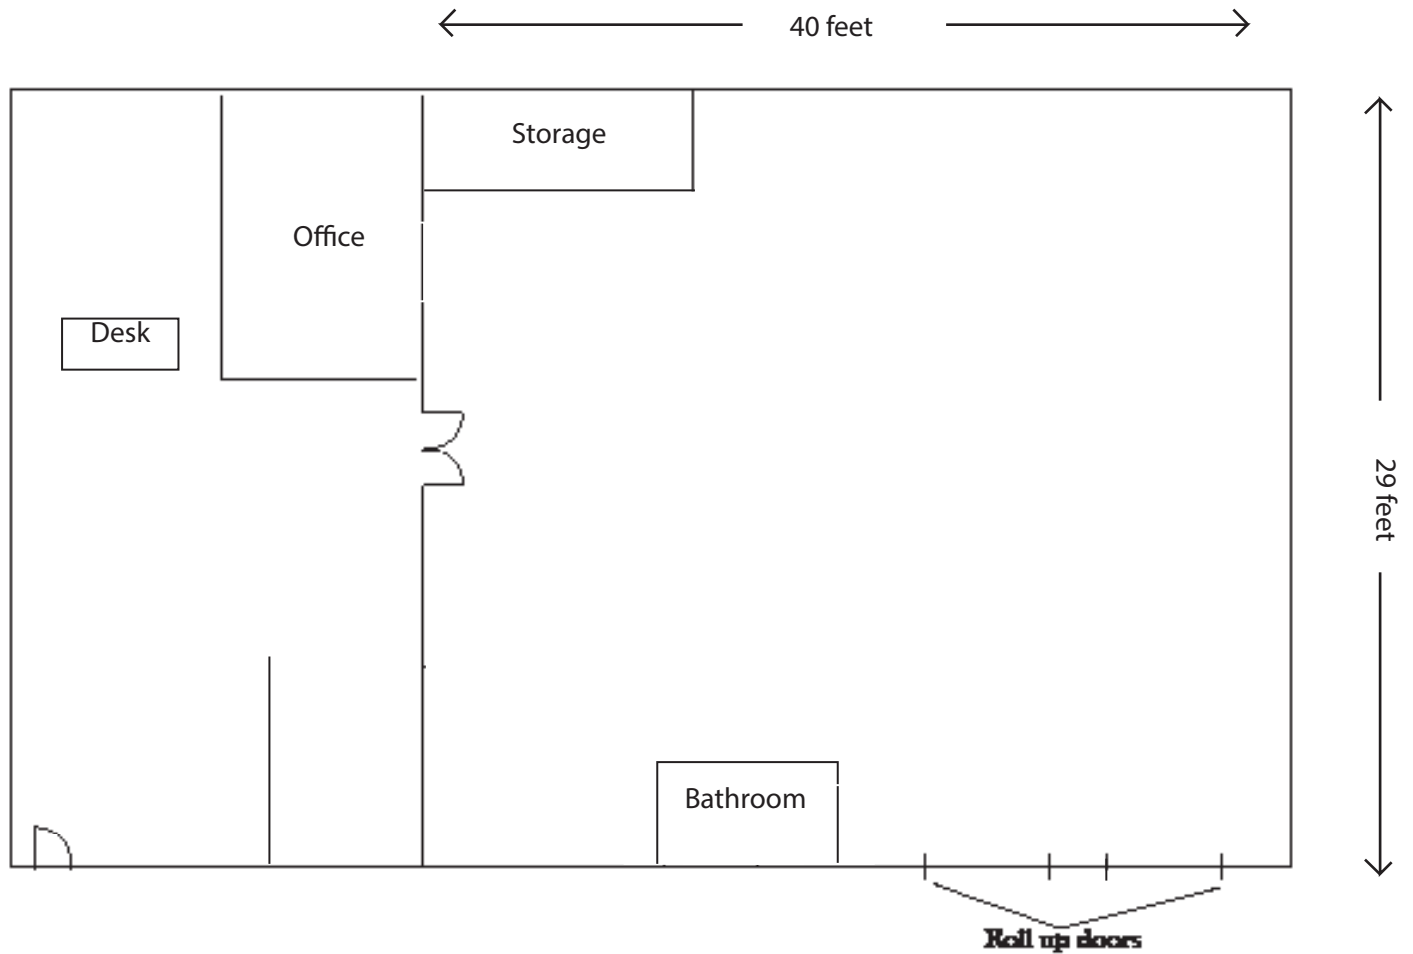 40 feet
Storage
Office
Desk
29 feet
Bathroom
Roll up doors